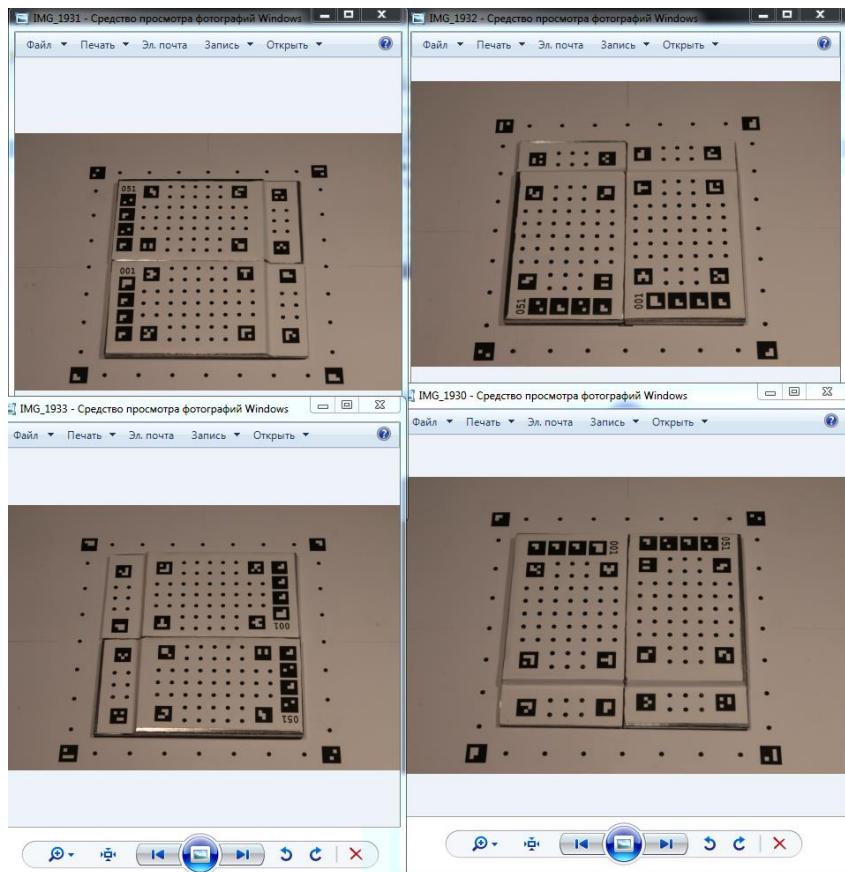 IMG_1931 - Средство просмотра фотографий Windows
Файл Печать Эл. почта Запись Открыть
051
001
IMG_1932 - Средство просмотра фотографий Windows
Файл Печать Эл. почта Запись Открыть
051
001
IMG_1933 - Средство просмотра фотографий Windows
Файл Печать Эл. почта Запись Открыть
001
051
IMG_1930 - Средство просмотра фотографий Windows
Файл Печать Эл. почта Запись Открыть
001
051